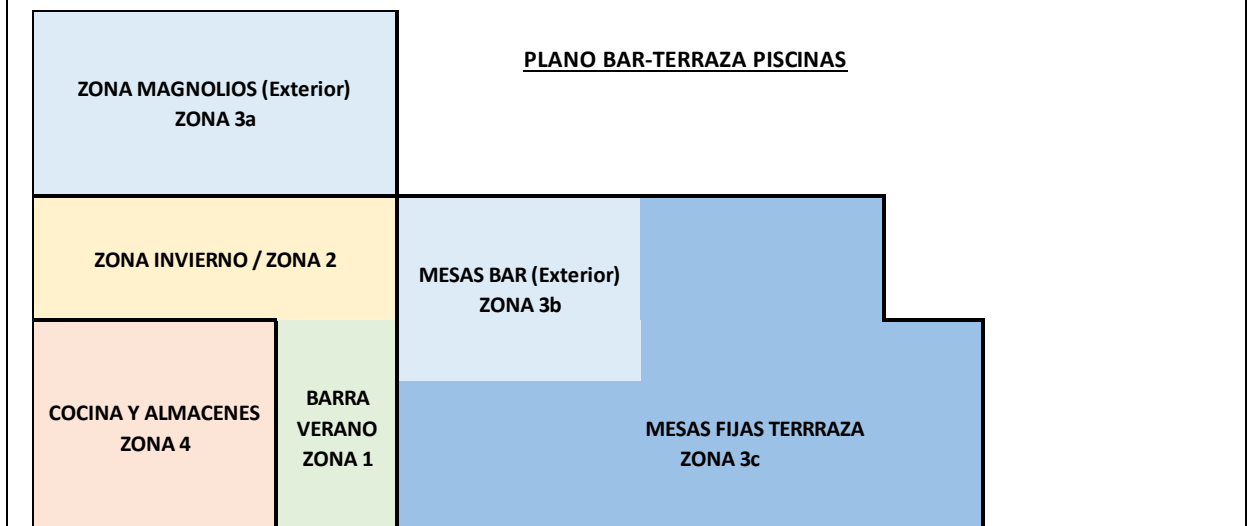 PLANO BAR-TERRAZA PISCINAS
ZONA MAGNOLIOS (Exterior)
ZONA 3a
ZONA INVIERNO / ZONA 2
MESAS BAR (Exterior)
ZONA 3b
COCINA Y ALMACENES
ZONA 4
BARRA
VERANO
ZONA 1
MESAS FIJAS TERRRAZA
ZONA 3c